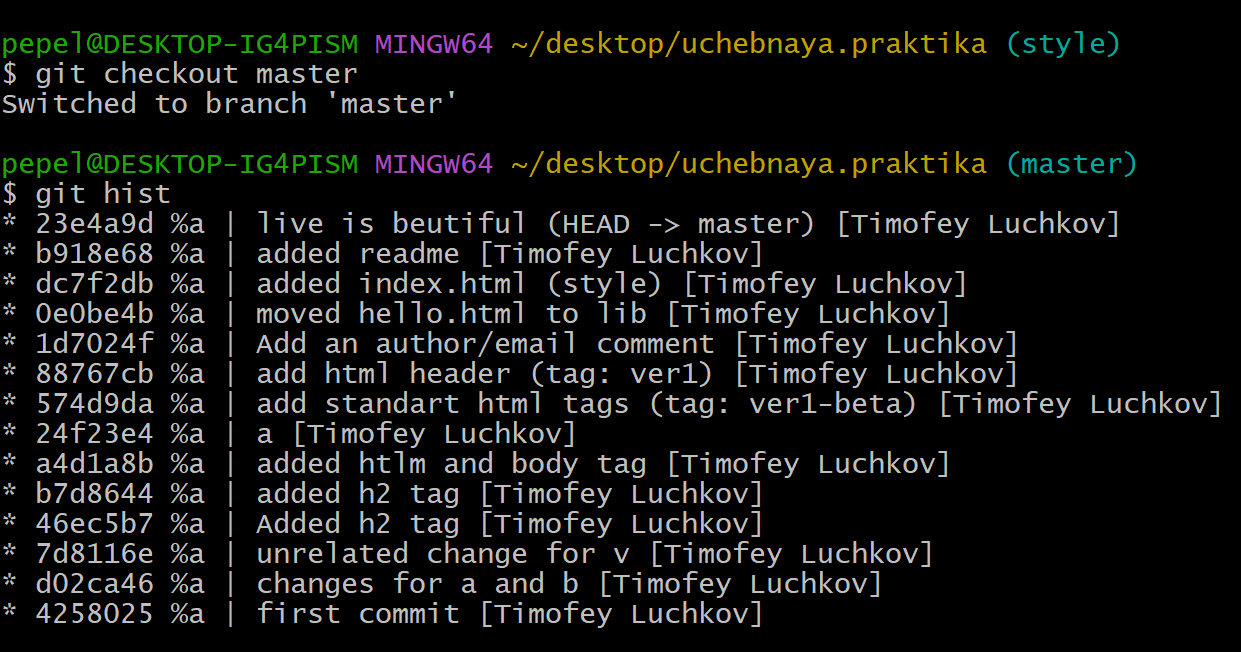 pepel@DESKTOP-IG4PISM MINGW64 ~/desktop/uchebnaya.praktika (style)
$ git checkout master
Switched to branch 'master'
pepel@DESKTOP-IG4PISM MINGW64 ~/desktop/uchebnaya.praktika (master)
$ git hist
* 23e4a9d %a | live is beutiful (HEAD -> master) [Timofey Luchkov]
* b918e68 %a | added readme [Timofey Luchkov]
* dc7f2db %a | added index.html (style) [Timofey Luchkov]
* 0e0be4b %a | moved hello.html to lib [Timofey Luchkov]
* 1d7024f %a | Add an author/email comment [Timofey Luchkov]
* 88767cb %a | add html header (tag: ver1) [Timofey Luchkov]
* 574d9da %a | add standart html tags (tag: ver1-beta) [Timofey Luchkov]
* 24f23e4 %a | a [Timofey Luchkov]
* a4d1a8b %a | added htlm and body tag [Timofey Luchkov]
* b7d8644 %a | added h2 tag [Timofey Luchkov]
* 46ec5b7 %a | Added h2 tag [Timofey Luchkov]
* 7d8116e %a | unrelated change for v [Timofey Luchkov]
* d02ca46 %a | changes for a and b [Timofey Luchkov]
* 4258025 %a | first commit [Timofey Luchkov]